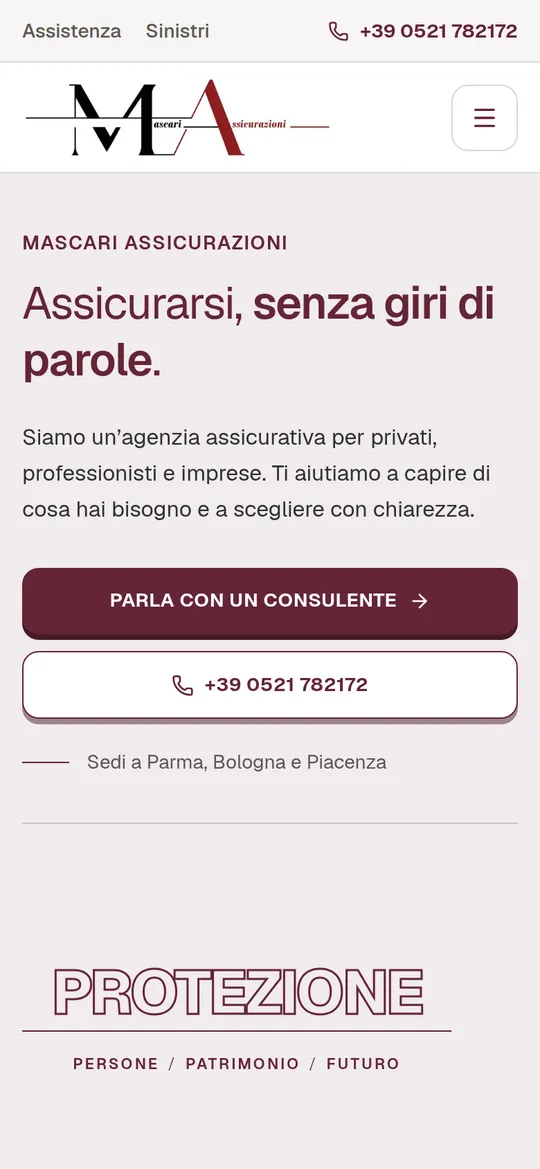 Assistenza Sinistri +39 0521 782172
MA ascari ssicurazioni
MASCARI ASSICURAZIONI
Assicurarsi, senza giri di
parole.
Siamo un’agenzia assicurativa per privati,
professionisti e imprese. Ti aiutiamo a capire di
cosa hai bisogno e a scegliere con chiarezza.
PARLA CON UN CONSULENTE →
+39 0521 782172
Sedi a Parma, Bologna e Piacenza
PROTEZIONE
PERSONE / PATRIMONIO / FUTURO